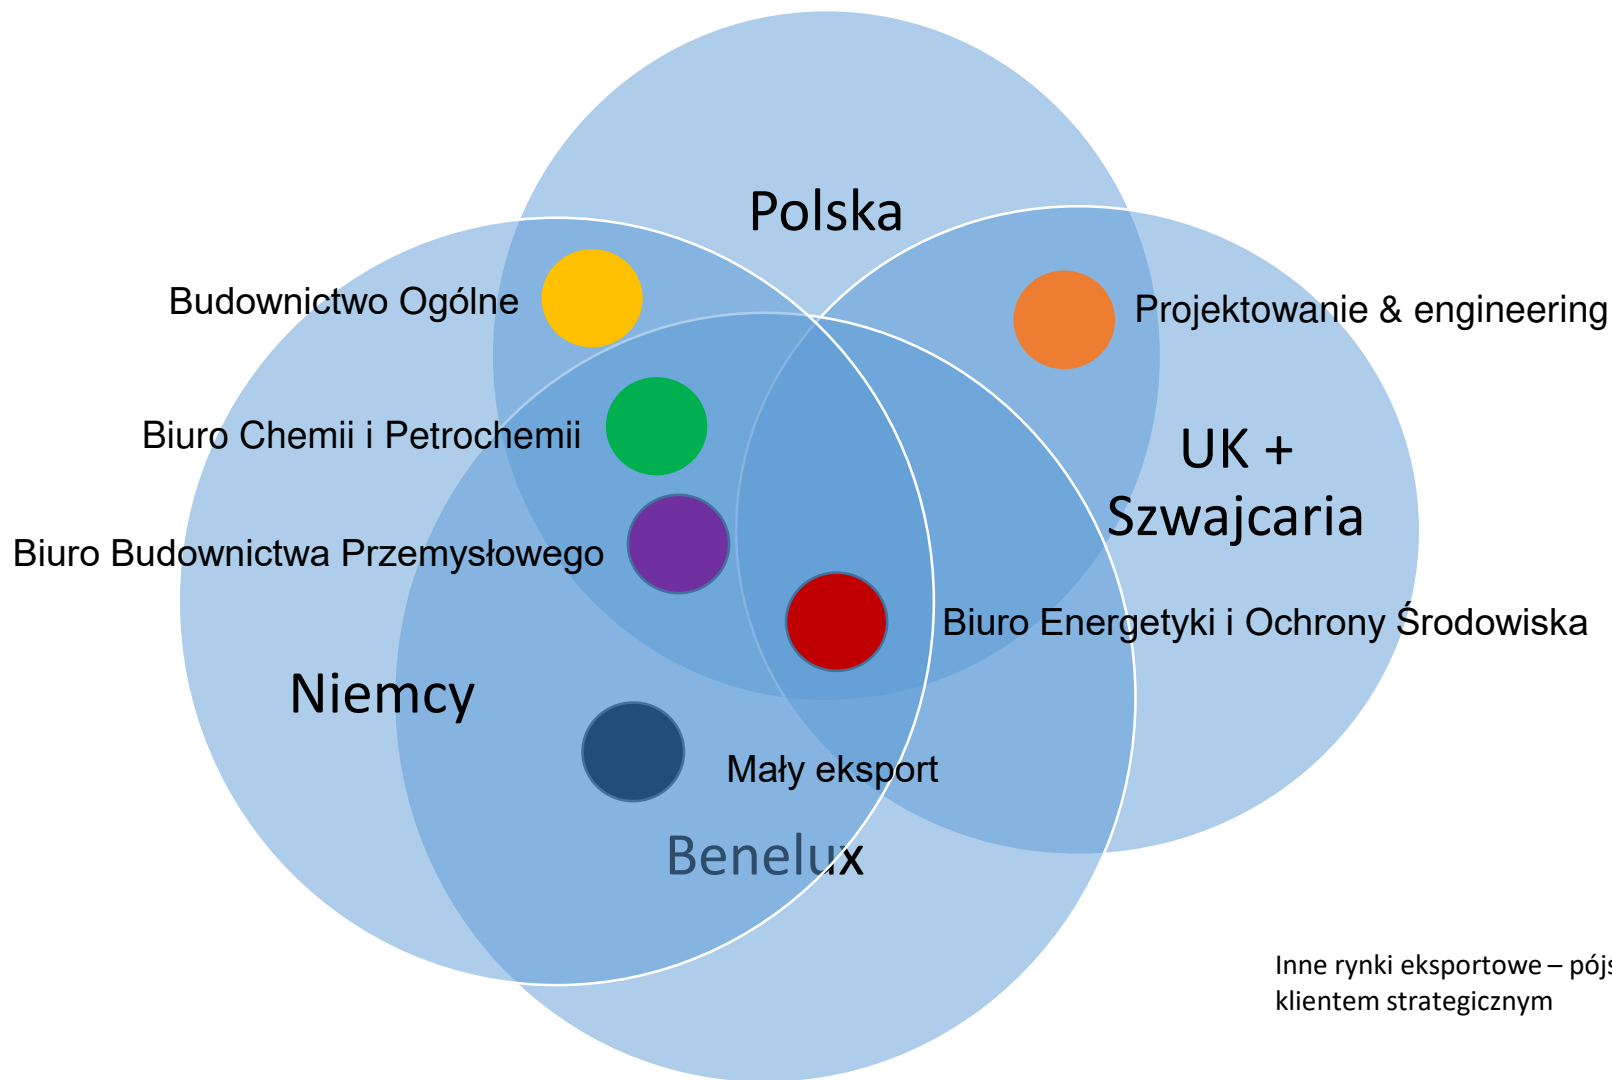 Polska
Budownictwo Ogólne
Projektowanie & engineering
Biuro Chemii i Petrochemii
UK +
Szwajcaria
Biuro Budownictwa Przemysłowego
Biuro Energetyki i Ochrony Środowiska
Niemcy
Mały eksport
Benelux
Inne rynki eksportowe –
klientem strategicznym